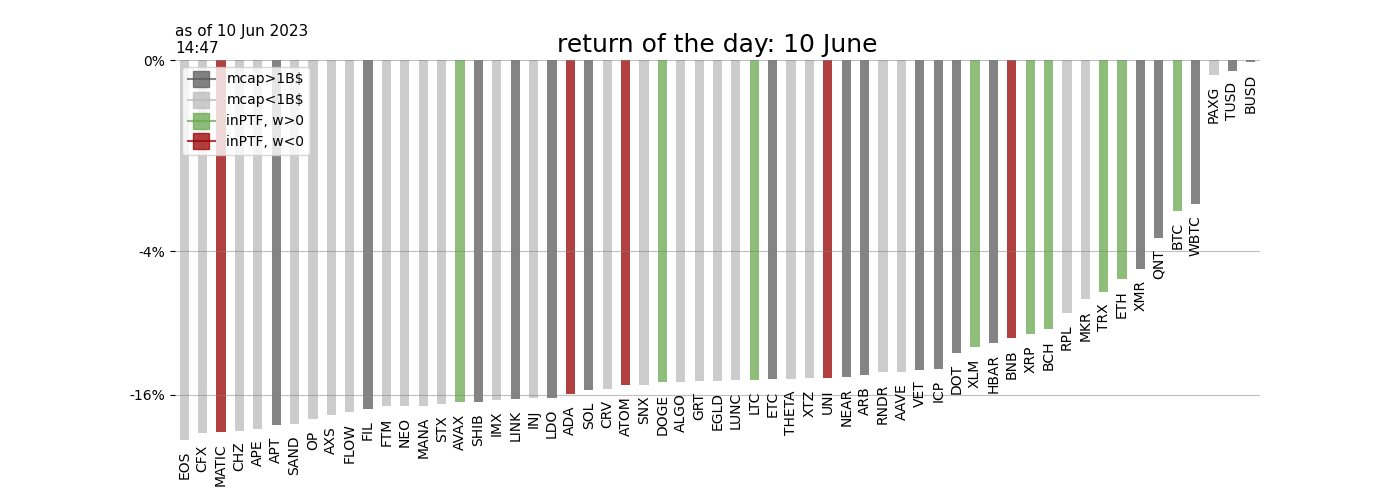 as of 10 Jun 2023
14:47
return of the day: 10 June
0%
-4%
-16%
mcap>1B$
mcap<1B$
inPTF, w>0
inPTF, w<0
EOS
CFX
MATIC
CHZ
APE
APT
SAND
OP
AXS
FLOW
FIL
FTM
NEO
MANA
STX
AVAX
SHIB
IMX
LINK
INJ
LDO
ADA
SOL
CRV
ATOM
SNX
DOGE
ALGO
GRT
EGLD
LUNC
LTC
ETC
THETA
XTZ
UNI
NEAR
ARB
RNDR
AAVE
VET
ICP
DOT
XLM
HBAR
BNB
XRP
BCH
RPL
MKR
TRX
ETH
XMR
QNT
BTC
WBTC
PAXG
TUSD
BUSD